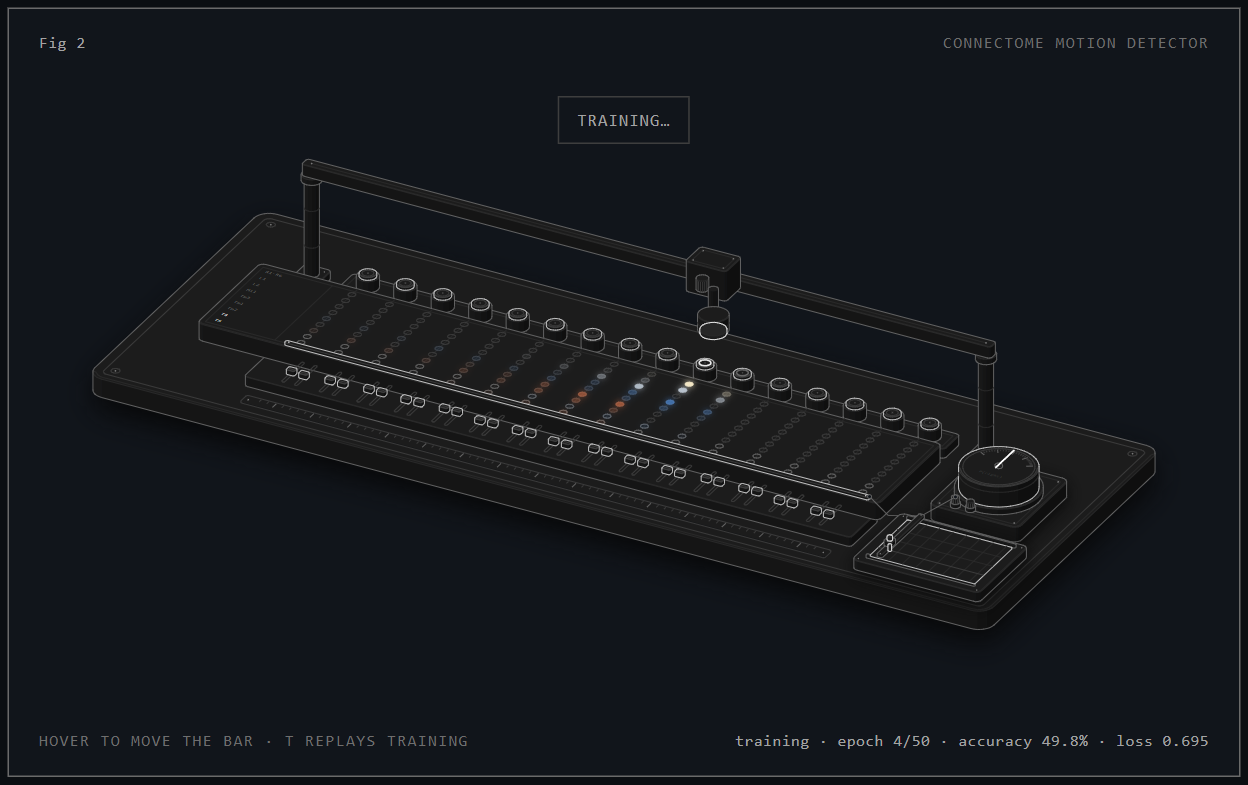 Fig 2
CONNECTOME MOTION DETECTOR
TRAINING…
HOVER TO MOVE THE BAR · T REPLAYS TRAINING
training · epoch 4/50 · accuracy 49.8% · loss 0.695